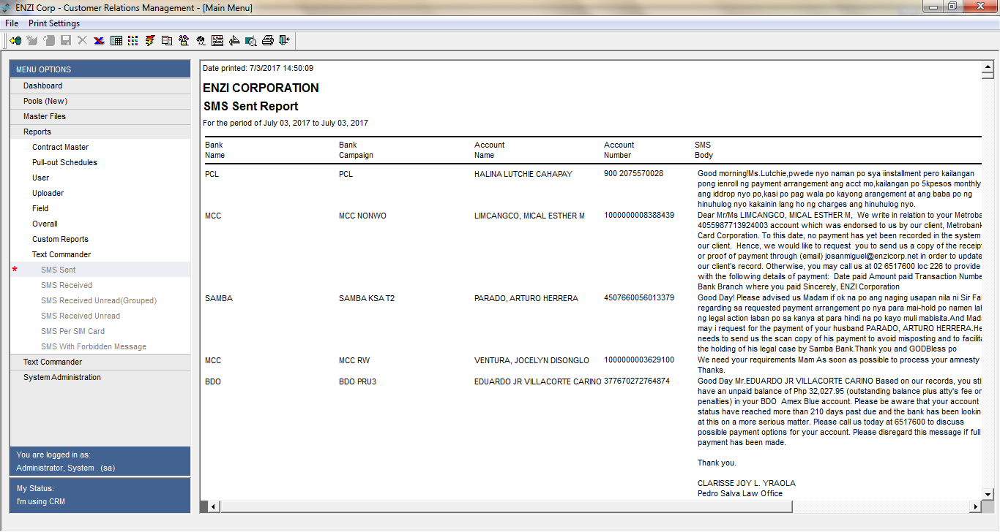 ENZI Corp - Customer Relations Management - [Main Menu]
File Print Settings
MENU OPTIONS
Dashboard
Pools (New)
Master Files
Reports
Contract Master
Pull-out Schedules
User
Uploader
Field
Overall
Custom Reports
Text Commander
* SMS Sent
SMS Received
SMS Received Unread(Grouped)
SMS Received Unread
SMS Per SIM Card
SMS With Forbidden Message
Text Commander
System Administration
You are logged in as:
Administrator, System . (sa)
My Status:
I'm using CRM
Date printed: 7/3/2017 14:50:09
ENZI CORPORATION
SMS Sent Report
For the period of July 03, 2017 to July 03, 2017
Bank Bank Account Account SMS
Name Campaign Name Number Body
PCL PCL HALINA LUTCHIE CAHAPAY 900 2075570028 Good morning!Ms.Lutchie,pwede nyo naman po sya iinstallment pero kailangan
pong ienroll ng payment arrangement ang acct mo,kailangan po 5kpesos monthly
ang iddrop nyo po,kasi po pag wala po kayong arangement at ang baba po ng
hinuhulog nyo kakainin lang ho ng charges ang hinuhulog nyo.
MCC MCC NONWO LIMCANGCO, MICAL ESTHER M 1000000008388439 Dear Mr/Ms LIMCANGCO, MICAL ESTHER M, We write in relation to your Metroba
4055987713924003 account which was endorsed to us by our client, Metrobank
Card Corporation. To this date, no payment has yet been recorded in the system
our client. Hence, we would like to request you to send us a copy of the receipt
or proof of payment through (email) josanmiguel@enzicorp.net in order to update
our client's record. Otherwise, you may call us at 02 6517600 loc 226 to provide
with the following details of payment: Date paid Amount paid Transaction Numbe
Bank Branch where you paid Sincerely, ENZI Corporation
SAMBA SAMBA KSA T2 PARADO, ARTURO HERRERA 4507660056013379 Good Day! Please advised us Madam if ok na po ang naging usapan nila ni Sir Fa
regarding sa requested payment arrangement po nya para mai-hold po namen la
ng legal action laban po sa kanya at para hindi na po kayo muli mabisita.And Mad
may i request for the payment of your husband PARADO, ARTURO HERRERA.He
needs to send us the scan copy of his payment to avoid misposting and to facilita
the holding of his legal case by Samba Bank.Thank you and GODBless po
MCC MCC RW VENTURA, JOCELYN DISONGLO 1000000003629100 We need your requirements Mam As soon as possible to process your amnesty
Thanks.
BDO BDO PRU3 EDUARDO JR VILLACORTE CARINO 377670272764874 Good Day Mr.EDUARDO JR VILLACORTE CARINO Based on our records, you sti
have an unpaid balance of Php 32,027.95 (outstanding balance plus atty's fee or
penalties) in your BDO Amex Blue account. Please be aware that your account
status have reached more than 210 days past due and the bank has been lookin
at this on a more serious matter. Please call us today at 6517600 to discuss
possible payment options for your account. Please disregard this message if full
payment has been made.
Thank you.
CLARISSE JOY L. YRAOLA
Pedro Salva Law Office